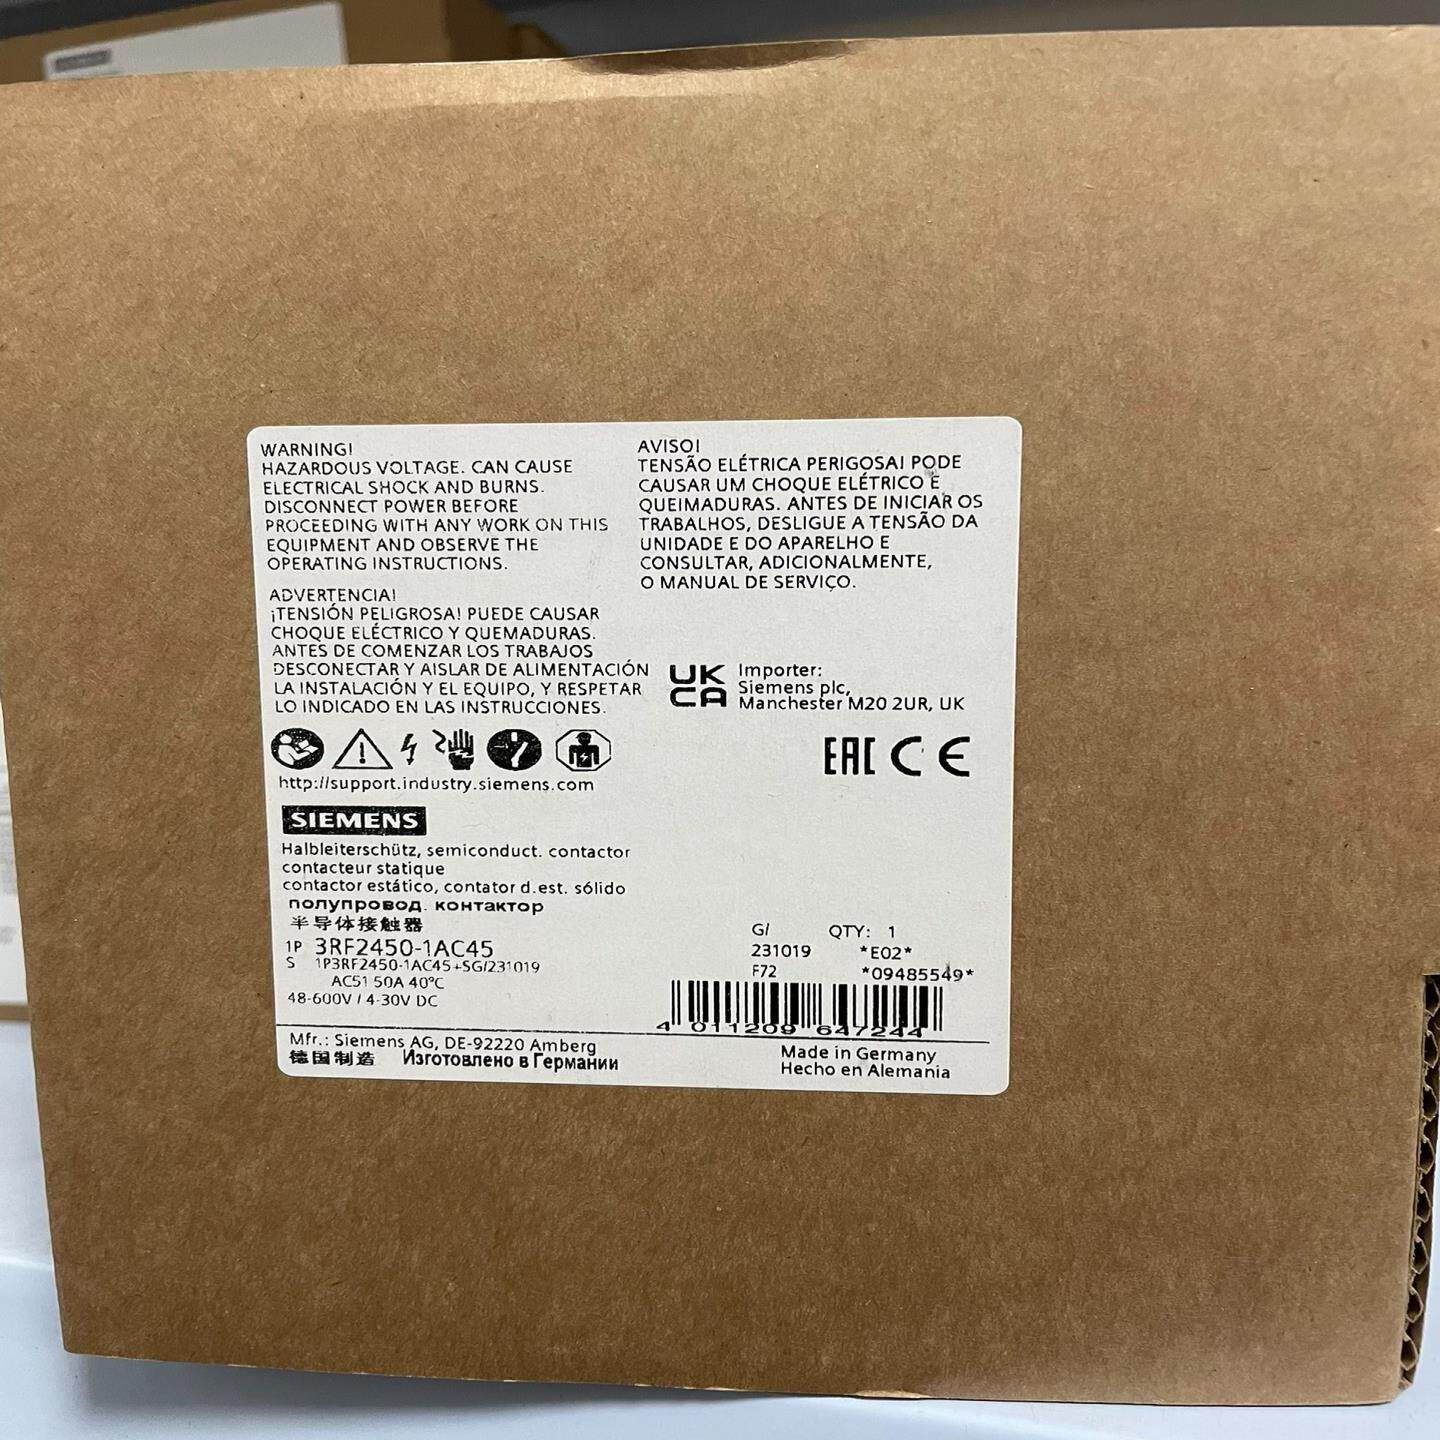 WARNING!
HAZARDOUS VOLTAGE. CAN CAUSE
ELECTRICAL SHOCK AND BURNS.
DISCONNECT POWER BEFORE
PROCEEDING WITH ANY WORK ON THIS
EQUIPMENT AND OBSERVE THE
OPERATING INSTRUCTIONS.
ADVERTENCIA!
¡TENSIÓN PELIGROSA! PUEDE CAUSAR
CHOQUE ELÉCTRICO Y QUEMADURAS.
ANTES DE COMENZAR LOS TRABAJOS
DESCONECTAR Y AISLAR DE ALIMENTACIÓN
LA INSTALACIÓN Y EL EQUIPO, Y RESPETAR
LO INDICADO EN LAS INSTRUCCIONES.
AVISO!
TENSÃO ELÉTRICA PERIGOSA! PODE
CAUSAR UM CHOQUE ELÉTRICO E
QUEIMADURAS. ANTES DE INICIAR OS
TRABALHOS, DESLIGUE A TENSÃO DA
UNIDADE E DO APARELHO E
CONSULTAR, ADICIONALMENTE,
O MANUAL DE SERVIÇO.
UK
CA
Importer:
Siemens plc,
Manchester M20 2UR, UK
EAC CE
http://support.industry.siemens.com
SIEMENS
Halbleiterschütz, semiconduct. contactor
contacteur statique
contactor estático, contator d.est. sólido
полупровод. контактор
半导体接触器
1P 3RF2450-1AC45
S 1P3RF2450-1AC45+SG/231019
AC51 50A 40°C
48-600V / 4-30V DC
G/ QTY: 1
231019 *E02*
F72 *09485549*
4 011209 647244
Mfr.: Siemens AG, DE-92220 Amberg
德国制造 Изготовлено в Германии
Made in Germany
Hecho en Alemania